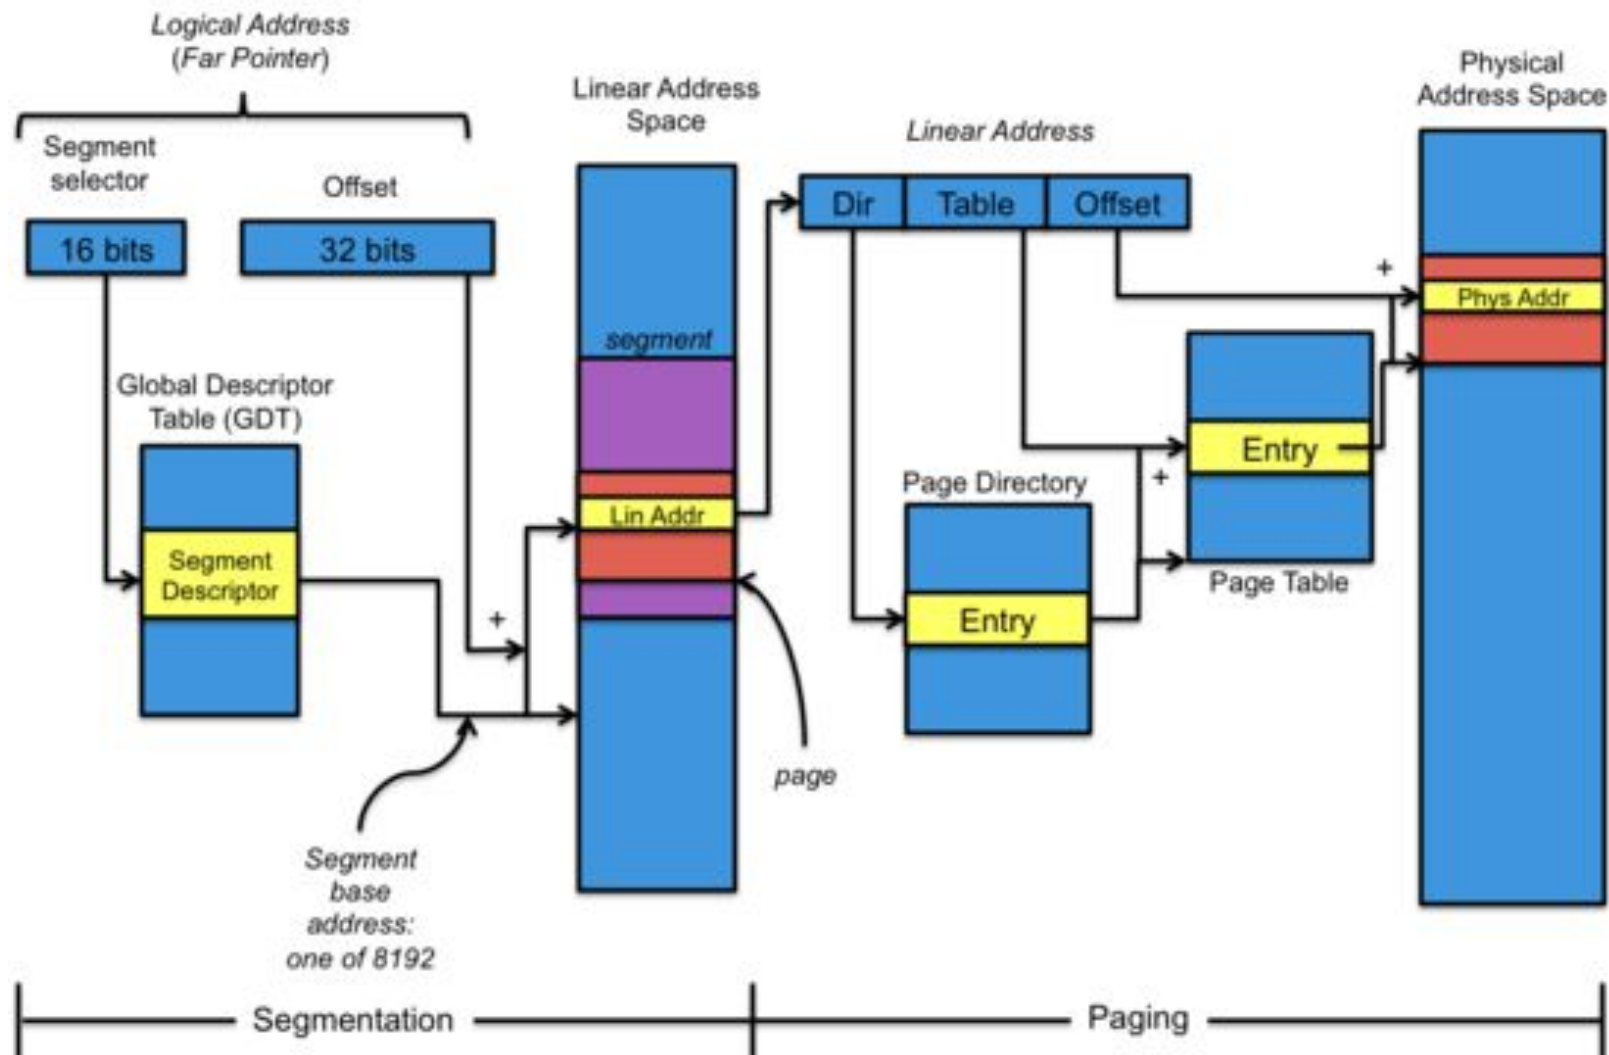 Logical Address
(Far Pointer)
Segment
selector
Offset
16 bits
32 bits
Global Descriptor
Table (GDT)
Segment
Descriptor
+
Segment
base
address:
one of 8192
Linear Address
Space
segment
Lin Addr
page
Linear Address
Dir
Table
Offset
Page Directory
Entry
+
Entry
Page Table
+
Physical
Address Space
Phys Addr
Segmentation
Paging